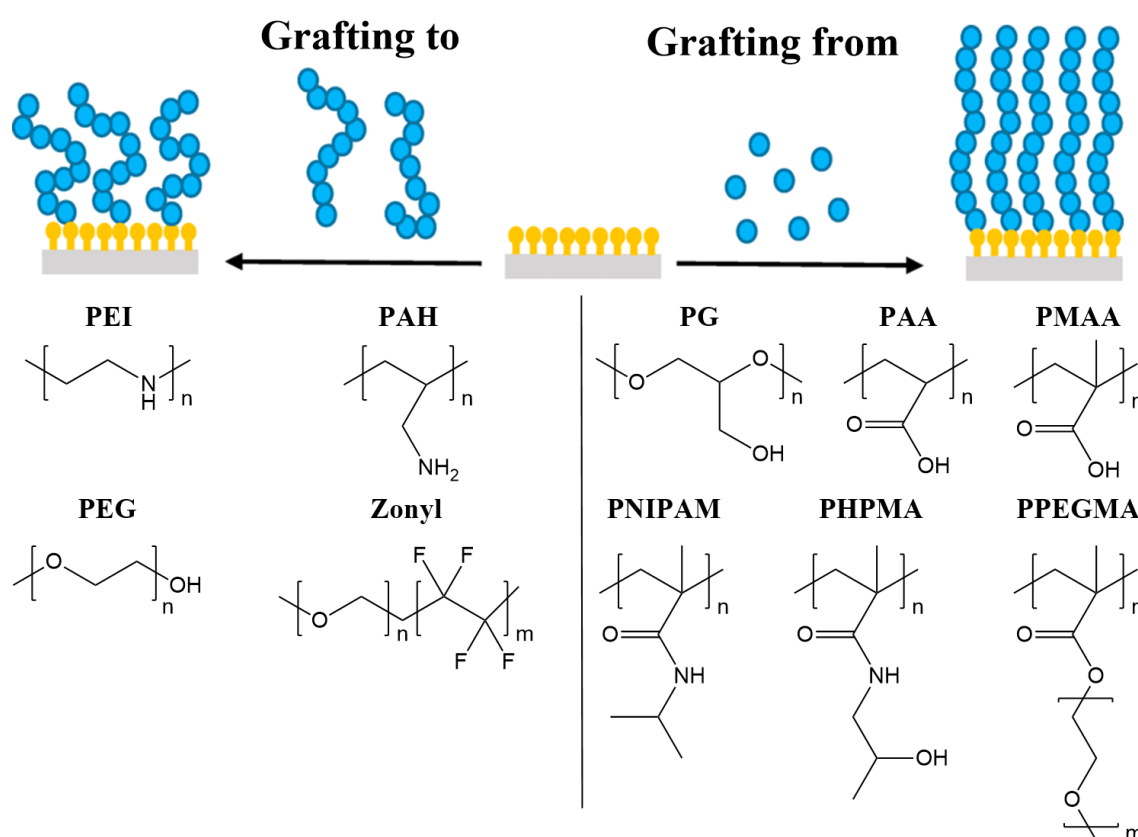 Grafting to
Grafting from
PEI
PAH
PG
PAA
PMAA
N
H
n
n
NH2
O
O
n
OH
n
O
OH
n
O
OH
PEG
Zonyl
PNIPAM
PHPMA
PPEGMA
O
n
OH
O
n
F
F
F
F
m
n
O
NH
n
O
NH
OH
n
O
O
O
m